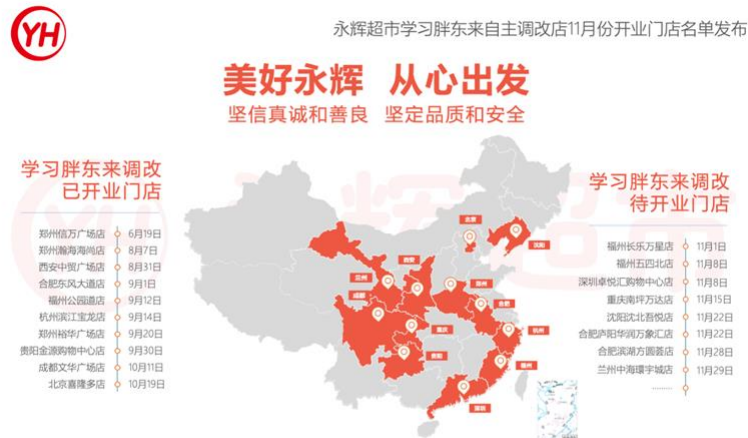 YH
永辉超市学习胖东来自主调改店11月份开业门店名单发布
美好永辉 从心出发
坚信真诚和善良 坚定品质和安全
学习胖东来调改
已开业门店
郑州信万广场店 6月19日
郑州瀚海海尚店 8月7日
西安中贸广场店 8月31日
合肥东风大道店 9月1日
福州公园道店 9月12日
杭州滨江宝龙店 9月14日
郑州裕华广场店 9月20日
贵阳金源购物中心店 9月30日
成都文华广场店 10月11日
北京喜隆多店 10月19日
北京
沈阳
西安
兰州
郑州
成都
合肥
重庆
杭州
贵阳
福州
深圳
学习胖东来调改
待开业门店
福州长乐万星店 11月1日
福州五四北店 11月8日
深圳卓悦汇购物中心店 11月8日
重庆南坪万达店 11月15日
沈阳沈北吾悦店 11月22日
合肥庐阳华润万象汇店 11月22日
合肥滨湖方圆荟店 11月28日
兰州中海環宇城店 11月29日
........